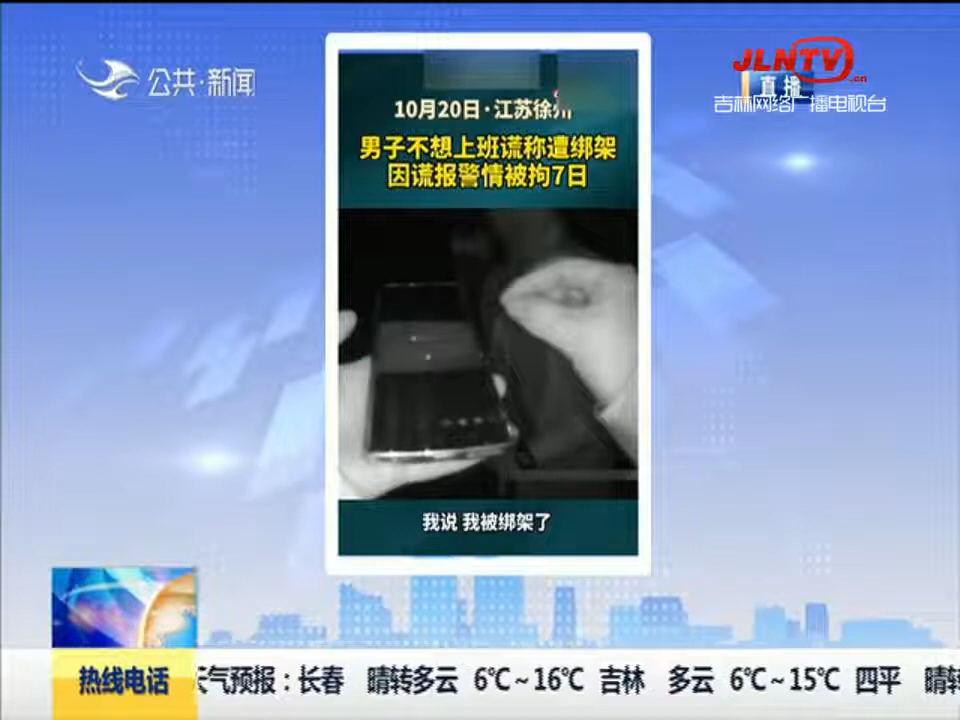 公共·新闻
JLNTV.cn
直播
吉林网络广播电视台
10月20日·江苏徐州
男子不想上班谎称遭绑架
因谎报警情被拘7日
我说 我被绑架了
热线电话
天气预报：长春 晴转多云 6℃~16℃ 吉林 多云 6℃~15℃ 四平 晴转